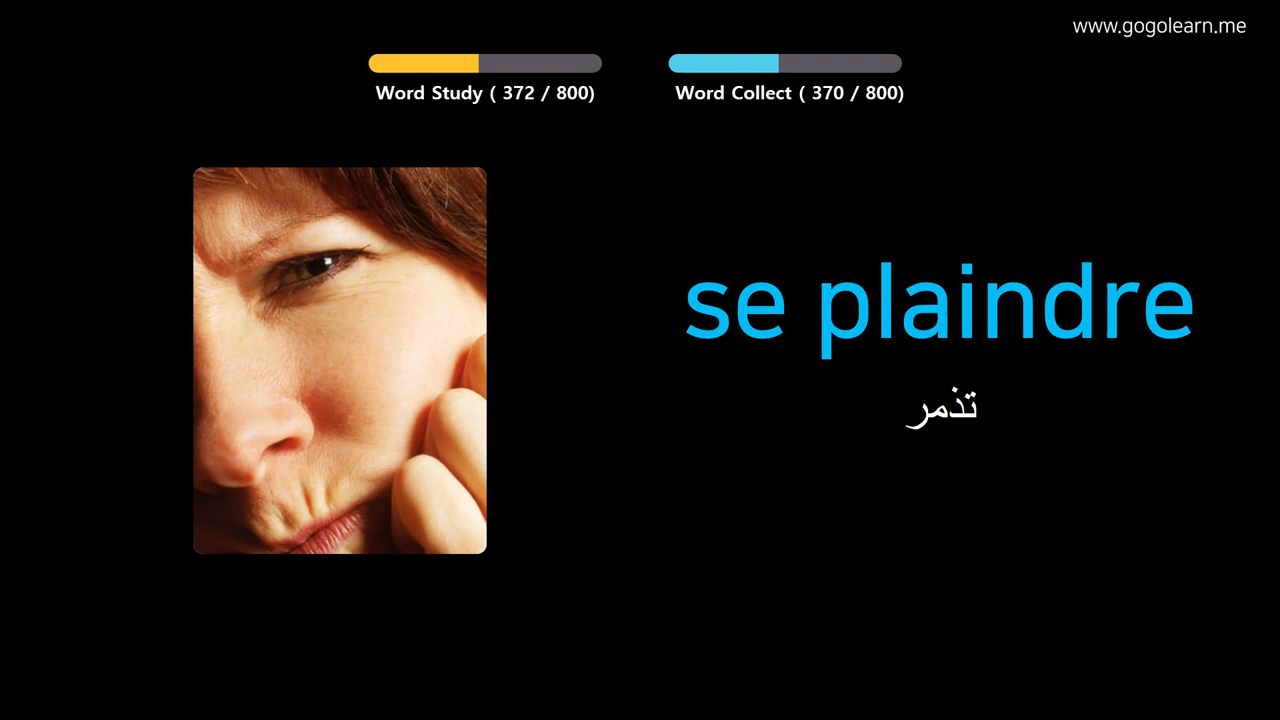 www.gogolearn.me
Word Study ( 372 / 800)
Word Collect ( 370 / 800)
se plaindre
تذمر